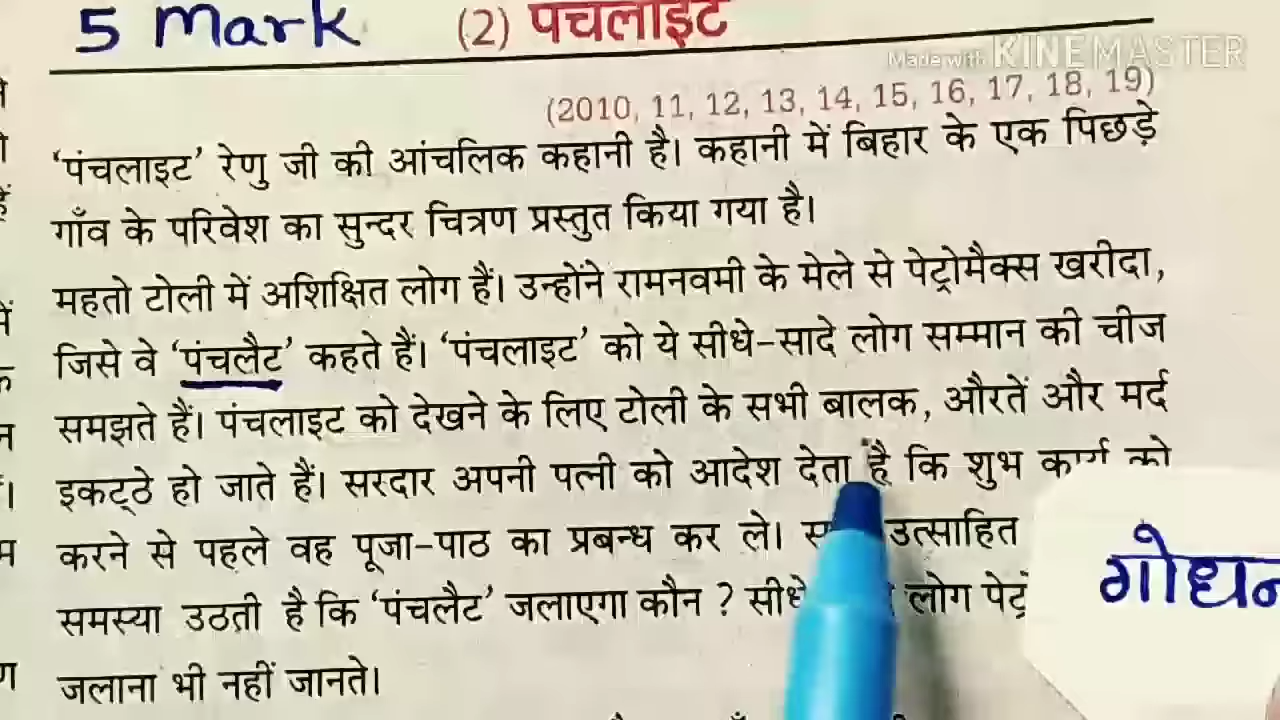 5 Mark (2) पंचलाइट
Made with KINEMASTER
(2010, 11, 12, 13, 14, 15, 16, 17, 18, 19)
'पंचलाइट' रेणु जी की आंचलिक कहानी है। कहानी में बिहार के एक पिछड़े
गाँव के परिवेश का सुन्दर चित्रण प्रस्तुत किया गया है।
महतो टोली में अशिक्षित लोग हैं। उन्होंने रामनवमी के मेले से पेट्रोमैक्स खरीदा,
जिसे वे 'पंचलैट' कहते हैं। 'पंचलाइट' को ये सीधे-सादे लोग सम्मान की चीज
समझते हैं। पंचलाइट को देखने के लिए टोली के सभी बालक, औरतें और मर्द
इकट्ठे हो जाते हैं। सरदार अपनी पत्नी को आदेश देता है कि शुभ कार्य को
करने से पहले वह पूजा-पाठ का प्रबन्ध कर ले। उत्साहित
समस्या उठती है कि 'पंचलैट' जलाएगा कौन ? लोग
गोधन
जलाना भी नहीं जानते।